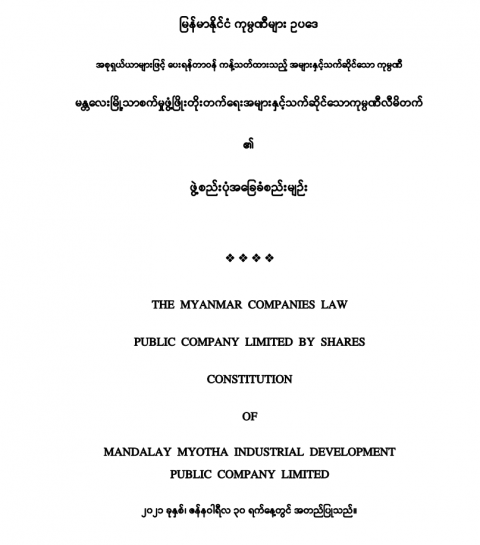 မြန်မာနိုင်ငံ ကုမ္ပဏီများ ဥပဒေ
အစုရှယ်ယာများဖြင့် ပေးရန်တာဝန် ကန့်သတ်ထားသည့် အများနှင့်သက်ဆိုင်သော ကုမ္ပဏီ
မန္တလေးမြို့သာစက်မှုဖွံ့ဖြိုးတိုးတက်ရေးအများနှင့်သက်ဆိုင်သောကုမ္ပဏီလီမိတက်
၏
ဖွဲ့စည်းပုံအခြေခံစည်းမျဉ်း
❖ ❖ ❖ ❖
THE MYANMAR COMPANIES LAW
PUBLIC COMPANY LIMITED BY SHARES
CONSTITUTION
OF
MANDALAY MYOTHA INDUSTRIAL DEVELOPMENT
PUBLIC COMPANY LIMITED
၂၀၂၁ ခုနှစ်၊ ဇန်နဝါရီလ ၃၀ ရက်နေ့တွင် အတည်ပြုသည်။